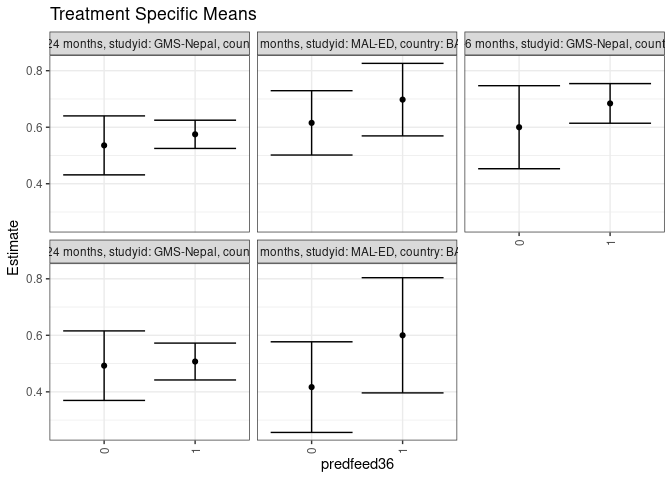 Treatment Specific Means
24 months, studyid: GMS-Nepal, coun
months, studyid: MAL-ED, country: BA
6 months, studyid: GMS-Nepal, count
0.8
0.6
0.4
0
1
24 months, studyid: GMS-Nepal, coun
months, studyid: MAL-ED, country: BA
0.8
0.6
0.4
0
1
0
1
Estimate
predfeed36